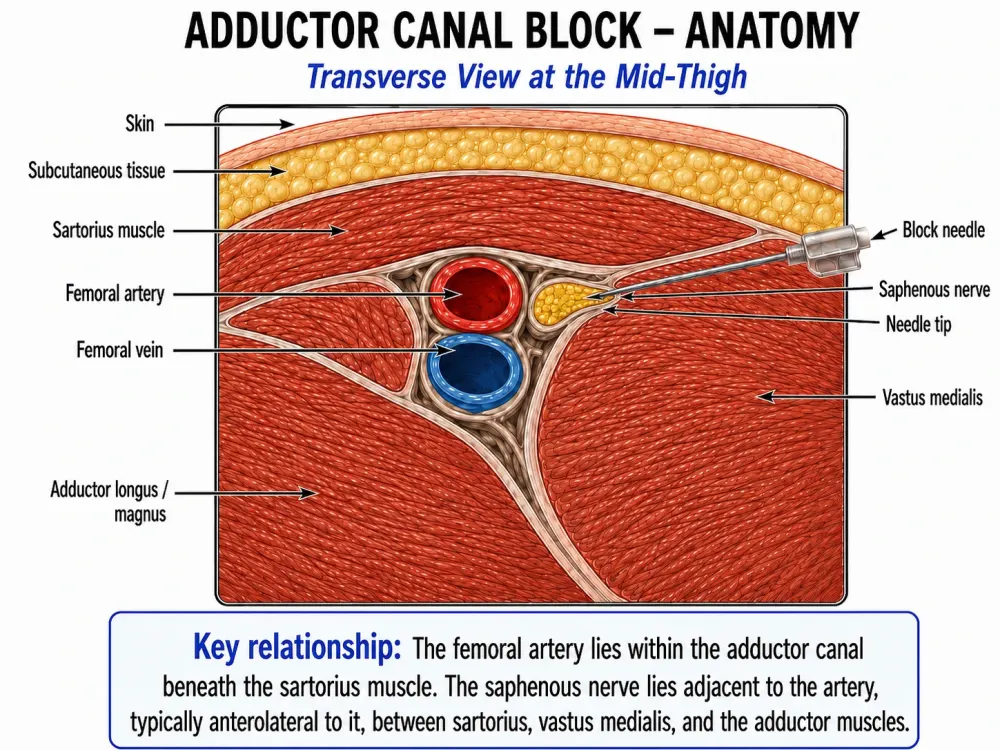 ADDUCTOR CANAL BLOCK – ANATOMY
Transverse View at the Mid-Thigh
Skin
Subcutaneous tissue
Sartorius muscle
Femoral artery
Femoral vein
Adductor longus /
magnus
Block needle
Saphenous nerve
Needle tip
Vastus medialis
Key relationship: The femoral artery lies within the adductor canal
beneath the sartorius muscle. The saphenous nerve lies adjacent to the artery,
typically anterolateral to it, between sartorius, vastus medialis, and the adductor muscles.